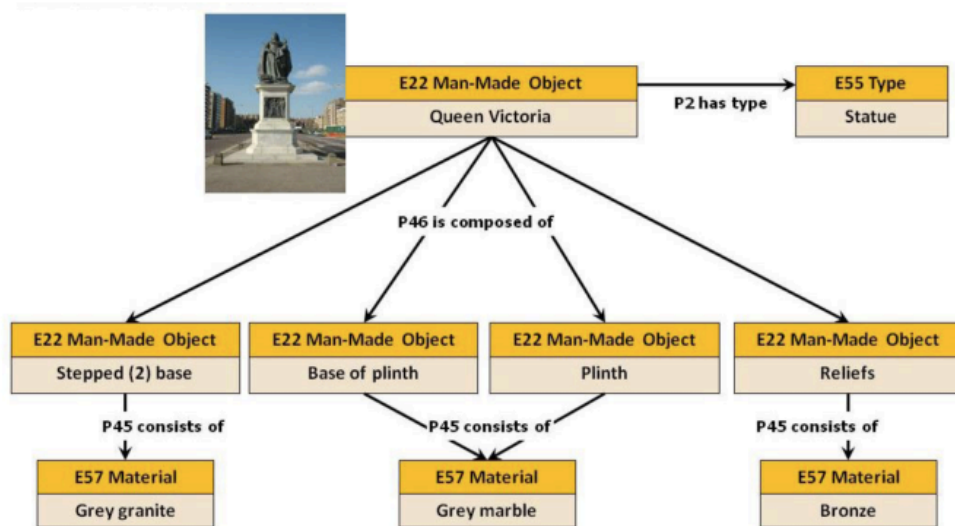 E22 Man-Made Object
Queen Victoria
P2 has type
E55 Type
Statue
P46 is composed of
E22 Man-Made Object
Stepped (2) base
E22 Man-Made Object
Base of plinth
E22 Man-Made Object
Plinth
E22 Man-Made Object
Reliefs
P45 consists of
P45 consists of
P45 consists of
E57 Material
Grey granite
E57 Material
Grey marble
E57 Material
Bronze